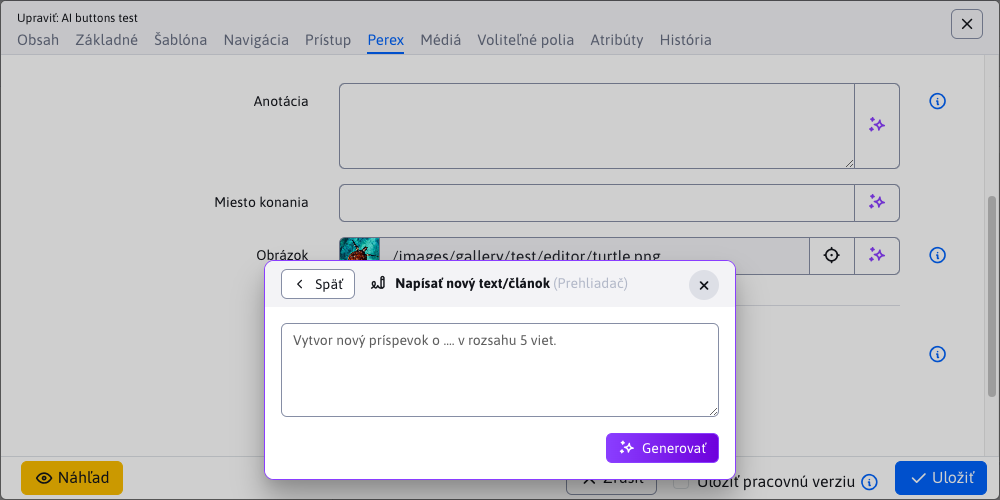 Upraviť: AI buttons test
Obsah Základné Šablóna Navigácia Prístup Perex Médiá Voliteľné polia Atribúty História
Anotácia
Miesto konania
Obrázok /images/gallery/test/editor/turtle.png
Späť Napísať nový text/článok (Prehliadač)
Vytvor nový príspevok o .... v rozsahu 5 viet.
Generovať
Náhľad Zrušiť Uložiť pracovnú verziu Uložiť